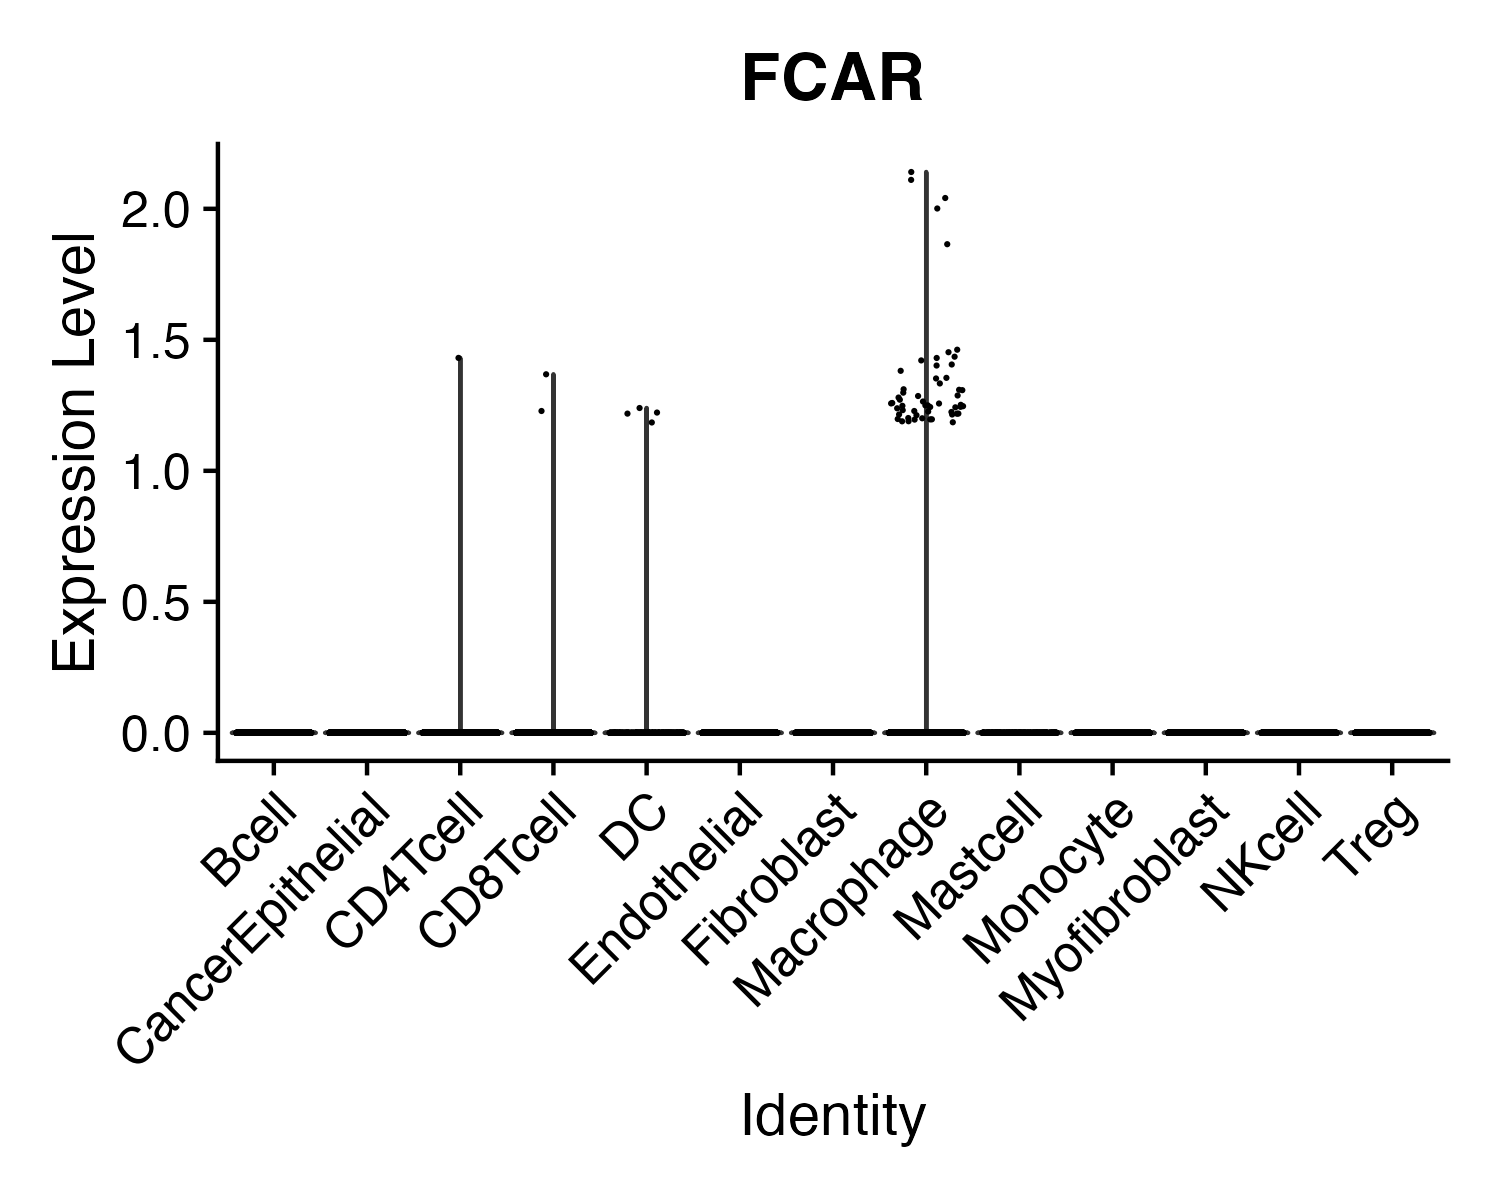 FCAR
Expression Level
2.0
1.5
1.0
0.5
0.0
Bcell
CancerEpithelial
CD4Tcell
CD8Tcell
DC
Endothelial
Fibroblast
Macrophage
Mastcell
Monocyte
Myofibroblast
NKcell
Treg
Identity